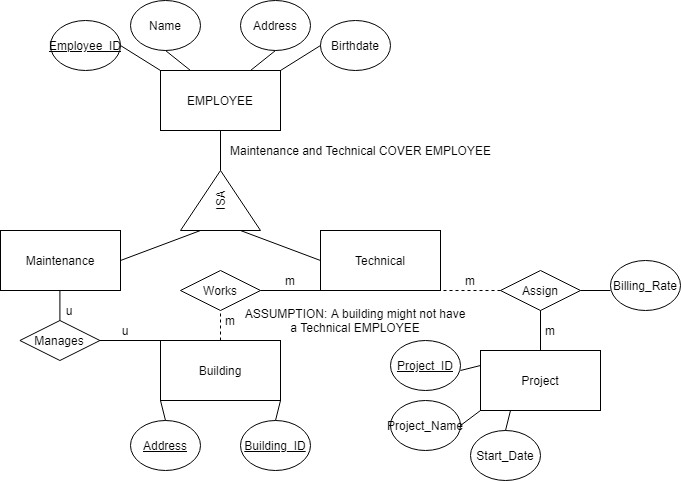 Name
Address
Employee_ID
Birthdate
EMPLOYEE
Maintenance and Technical COVER EMPLOYEE
ISA
Maintenance
Technical
Works
m
m
Assign
Billing_Rate
u
m
ASSUMPTION: A building might not have
a Technical EMPLOYEE
Manages
u
m
Building
Project_ID
Project
Project_Name
Address
Building_ID
Start_Date